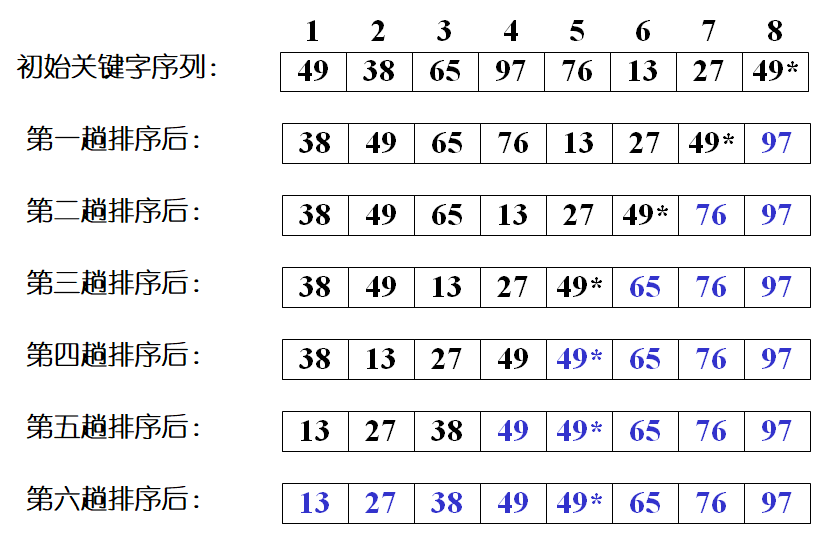 1 2 3 4 5 6 7 8
初始关键字序列: 49 38 65 97 76 13 27 49*
第一趟排序后: 38 49 65 76 13 27 49* 97
第二趟排序后: 38 49 65 13 27 49* 76 97
第三趟排序后: 38 49 13 27 49* 65 76 97
第四趟排序后: 38 13 27 49 49* 65 76 97
第五趟排序后: 13 27 38 49 49* 65 76 97
第六趟排序后: 13 27 38 49 49* 65 76 97